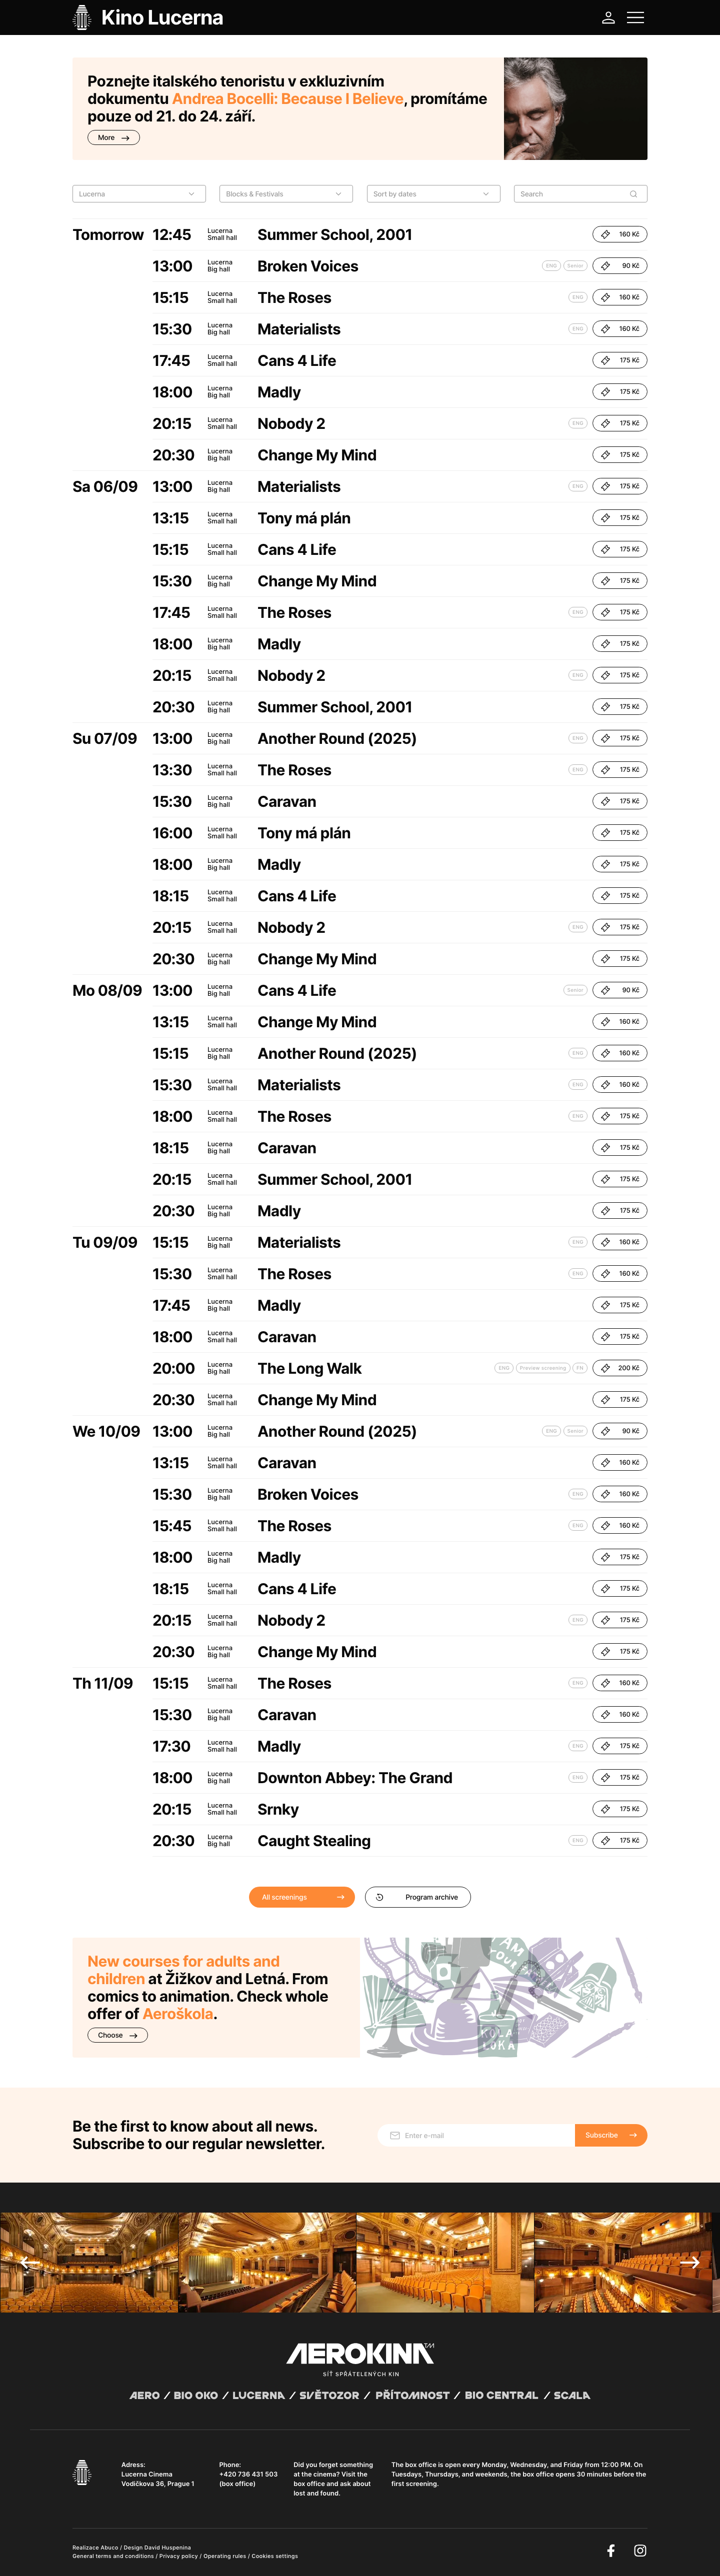 Kino Lucerna
Poznejte italského tenoristu v exkluzivním
dokumentu Andrea Bocelli: Because I Believe, promítáme
pouze od 21. do 24. září.
More
Lucerna
Blocks & Festivals
Sort by dates
Search
Tomorrow 12:45 Lucerna Small hall Summer School, 2001 160 Kč
13:00 Lucerna Big hall Broken Voices ENG Senior 90 Kč
15:15 Lucerna Small hall The Roses ENG 160 Kč
15:30 Lucerna Big hall Materialists ENG 160 Kč
17:45 Lucerna Small hall Cans 4 Life 175 Kč
18:00 Lucerna Big hall Madly 175 Kč
20:15 Lucerna Small hall Nobody 2 ENG 175 Kč
20:30 Lucerna Big hall Change My Mind 175 Kč
Sa 06/09 13:00 Lucerna Big hall Materialists ENG 175 Kč
13:15 Lucerna Small hall Tony má plán 175 Kč
15:15 Lucerna Small hall Cans 4 Life 175 Kč
15:30 Lucerna Big hall Change My Mind 175 Kč
17:45 Lucerna Small hall The Roses ENG 175 Kč
18:00 Lucerna Big hall Madly 175 Kč
20:15 Lucerna Small hall Nobody 2 ENG 175 Kč
20:30 Lucerna Big hall Summer School, 2001 175 Kč
Su 07/09 13:00 Lucerna Big hall Another Round (2025) ENG 175 Kč
13:30 Lucerna Small hall The Roses ENG 175 Kč
15:30 Lucerna Big hall Caravan 175 Kč
16:00 Lucerna Small hall Tony má plán 175 Kč
18:00 Lucerna Big hall Madly 175 Kč
18:15 Lucerna Small hall Cans 4 Life 175 Kč
20:15 Lucerna Small hall Nobody 2 ENG 175 Kč
20:30 Lucerna Big hall Change My Mind 175 Kč
Mo 08/09 13:00 Lucerna Big hall Cans 4 Life Senior 90 Kč
13:15 Lucerna Small hall Change My Mind 160 Kč
15:15 Lucerna Big hall Another Round (2025) ENG 160 Kč
15:30 Lucerna Small hall Materialists ENG 160 Kč
18:00 Lucerna Small hall The Roses ENG 175 Kč
18:15 Lucerna Big hall Caravan 175 Kč
20:15 Lucerna Small hall Summer School, 2001 175 Kč
20:30 Lucerna Big hall Madly 175 Kč
Tu 09/09 15:15 Lucerna Big hall Materialists ENG 160 Kč
15:30 Lucerna Small hall The Roses ENG 160 Kč
17:45 Lucerna Big hall Madly 175 Kč
18:00 Lucerna Small hall Caravan 175 Kč
20:00 Lucerna Big hall The Long Walk ENG Preview screening FN 200 Kč
20:30 Lucerna Small hall Change My Mind 175 Kč
We 10/09 13:00 Lucerna Big hall Another Round (2025) ENG Senior 90 Kč
13:15 Lucerna Small hall Caravan 160 Kč
15:30 Lucerna Big hall Broken Voices ENG 160 Kč
15:45 Lucerna Small hall The Roses ENG 160 Kč
18:00 Lucerna Big hall Madly 175 Kč
18:15 Lucerna Small hall Cans 4 Life 175 Kč
20:15 Lucerna Small hall Nobody 2 ENG 175 Kč
20:30 Lucerna Big hall Change My Mind 175 Kč
Th 11/09 15:15 Lucerna Small hall The Roses ENG 160 Kč
15:30 Lucerna Big hall Caravan 160 Kč
17:30 Lucerna Small hall Madly ENG 175 Kč
18:00 Lucerna Big hall Downton Abbey: The Grand ENG 175 Kč
20:15 Lucerna Small hall Srnky 175 Kč
20:30 Lucerna Big hall Caught Stealing ENG 175 Kč
All screenings
Program archive
New courses for adults and
children at Žižkov and Letná. From
comics to animation. Check whole
offer of Aeroškola.
Choose
Be the first to know about all news.
Subscribe to our regular newsletter.
Enter e-mail
Subscribe
AEROKINA TM
SÍŤ SPŘÁTELENÝCH KIN
AERO / BIO OKO / LUCERNA / SVĚTOZOR / PŘÍTOMNOST / BIO CENTRAL / SCALA
Adress:
Lucerna Cinema
Vodičkova 36, Prague 1
Phone:
+420 736 431 503
(box office)
Did you forget something
at the cinema? Visit the
box office and ask about
lost and found.
The box office is open every Monday, Wednesday, and Friday from 12:00 PM. On
Tuesdays, Thursdays, and weekends, the box office opens 30 minutes before the
first screening.
Realizace Abuco / Design David Huspenina
General terms and conditions / Privacy policy / Operating rules / Cookies settings